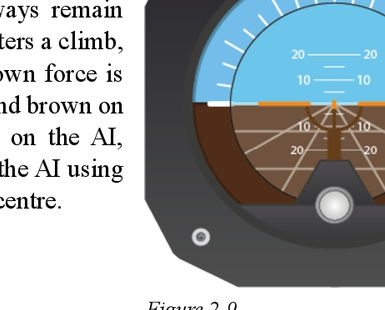 ways remain
ters a climb,
own force is
nd brown on
on the AI,
the AI using
centre.
20 20
10 10
10 10
20 20
Figure 2-9